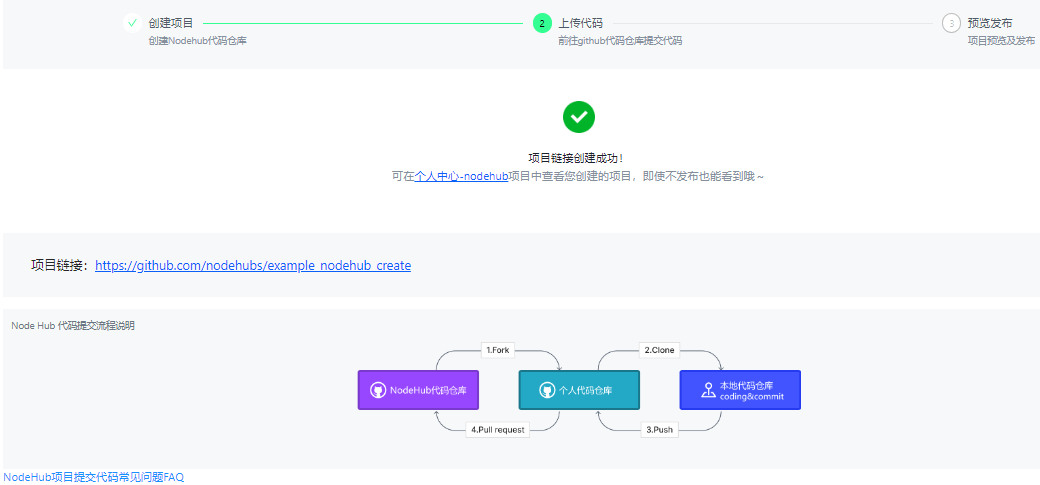 创建项目
创建Nodehub代码仓库
2
上传代码
前往github代码仓库提交代码
3
预览发布
项目预览及发布
项目链接创建成功！
可在个人中心-nodehub项目中查看您创建的项目，即使不发布也能看到哦～
项目链接：https://github.com/nodehubs/example_nodehub_create
Node Hub 代码提交流程说明
1.Fork
2.Clone
NodeHub代码仓库
个人代码仓库
本地代码仓库
coding&commit
4.Pull request
3.Push
NodeHub项目提交代码常见问题FAQ